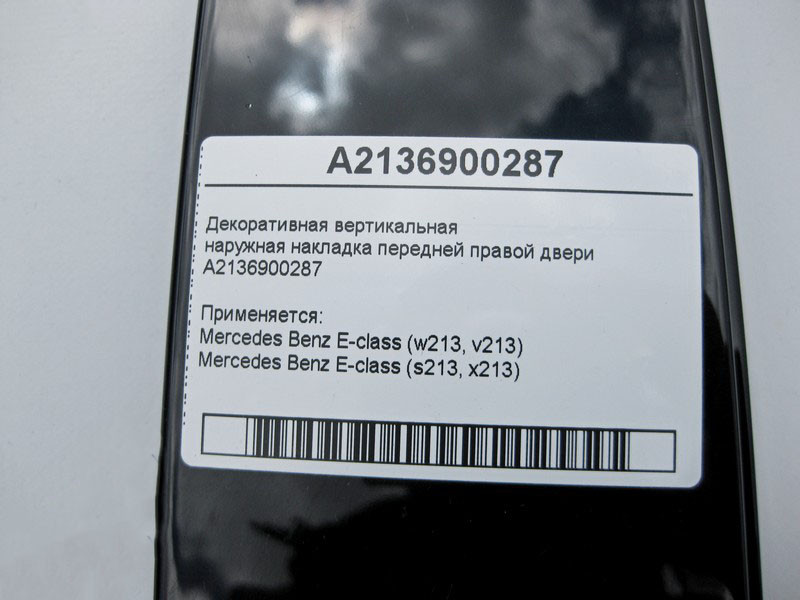 A2136900287
Декоративная вертикальная
наружная накладка передней правой двери
A2136900287
Применяется:
Mercedes Benz E-class (w213, v213)
Mercedes Benz E-class (s213, x213)